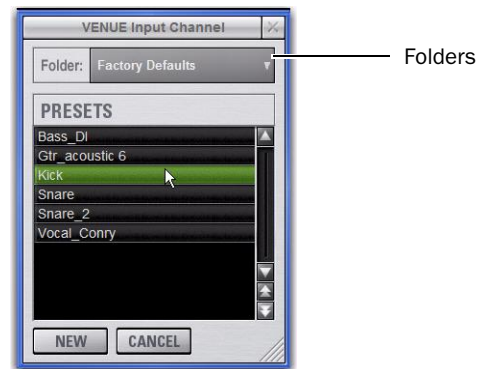 VENUE Input Channel
Folder: Factory Defaults
Folders
PRESETS
Bass_DI
Gtr_acoustic 6
Kick
Snare
Snare_2
Vocal_Conry
NEW CANCEL